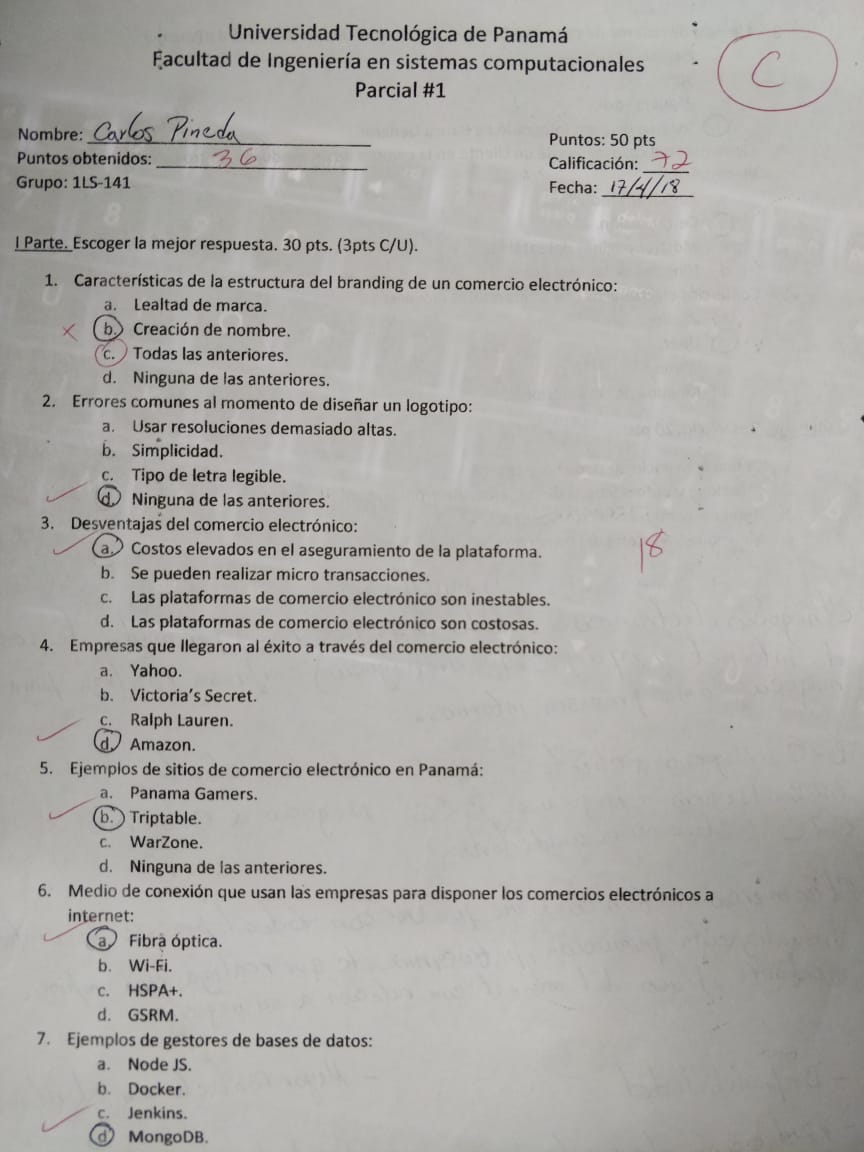 Universidad Tecnológica de Panamá
Facultad de Ingeniería en sistemas computacionales
C
Parcial #1
Nombre: Carlos Pineda
Puntos: 50 pts
Puntos obtenidos: 36
Calificación: 72
Grupo: 1LS-141
Fecha: 17/4/18
I Parte. Escoger la mejor respuesta. 30 pts. (3pts C/U).
1. Características de la estructura del branding de un comercio electrónico:
a. Lealtad de marca.
b. Creación de nombre.
c. Todas las anteriores.
d. Ninguna de las anteriores.
2. Errores comunes al momento de diseñar un logotipo:
a. Usar resoluciones demasiado altas.
b. Simplicidad.
c. Tipo de letra legible.
d. Ninguna de las anteriores.
3. Desventajas del comercio electrónico:
a. Costos elevados en el aseguramiento de la plataforma.
18
b. Se pueden realizar micro transacciones.
c. Las plataformas de comercio electrónico son inestables.
d. Las plataformas de comercio electrónico son costosas.
4. Empresas que llegaron al éxito a través del comercio electrónico:
a. Yahoo.
b. Victoria's Secret.
c. Ralph Lauren.
d. Amazon.
5. Ejemplos de sitios de comercio electrónico en Panamá:
a. Panama Gamers.
b. Triptable.
c. WarZone.
d. Ninguna de las anteriores.
6. Medio de conexión que usan las empresas para disponer los comercios electrónicos a
internet:
a. Fibra óptica.
b. Wi-Fi.
c. HSPA+.
d. GSRM.
7. Ejemplos de gestores de bases de datos:
a. Node JS.
b. Docker.
c. Jenkins.
d. MongoDB.